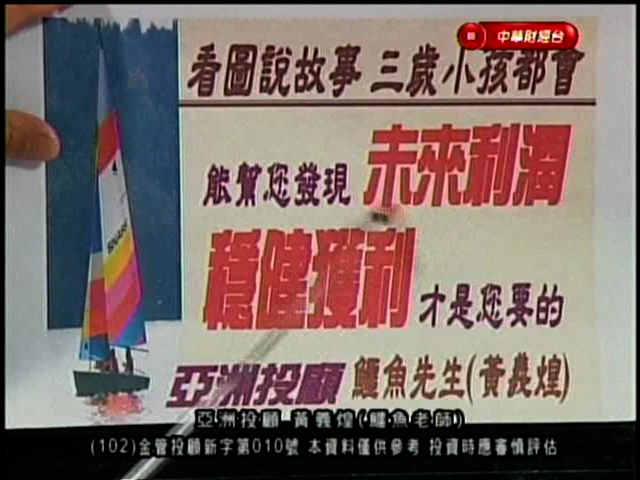 中華財經台
看圖說故事 三歲小孩都會
能幫您發現 未來利潤
穩健獲利 才是您要的
亞洲投顧 鱷魚先生(黃義煌)
亞洲投顧 黃義煌(鱷魚老師)
(102)金管投顧新字第010號 本資料僅供參考 投資時應審慎評估